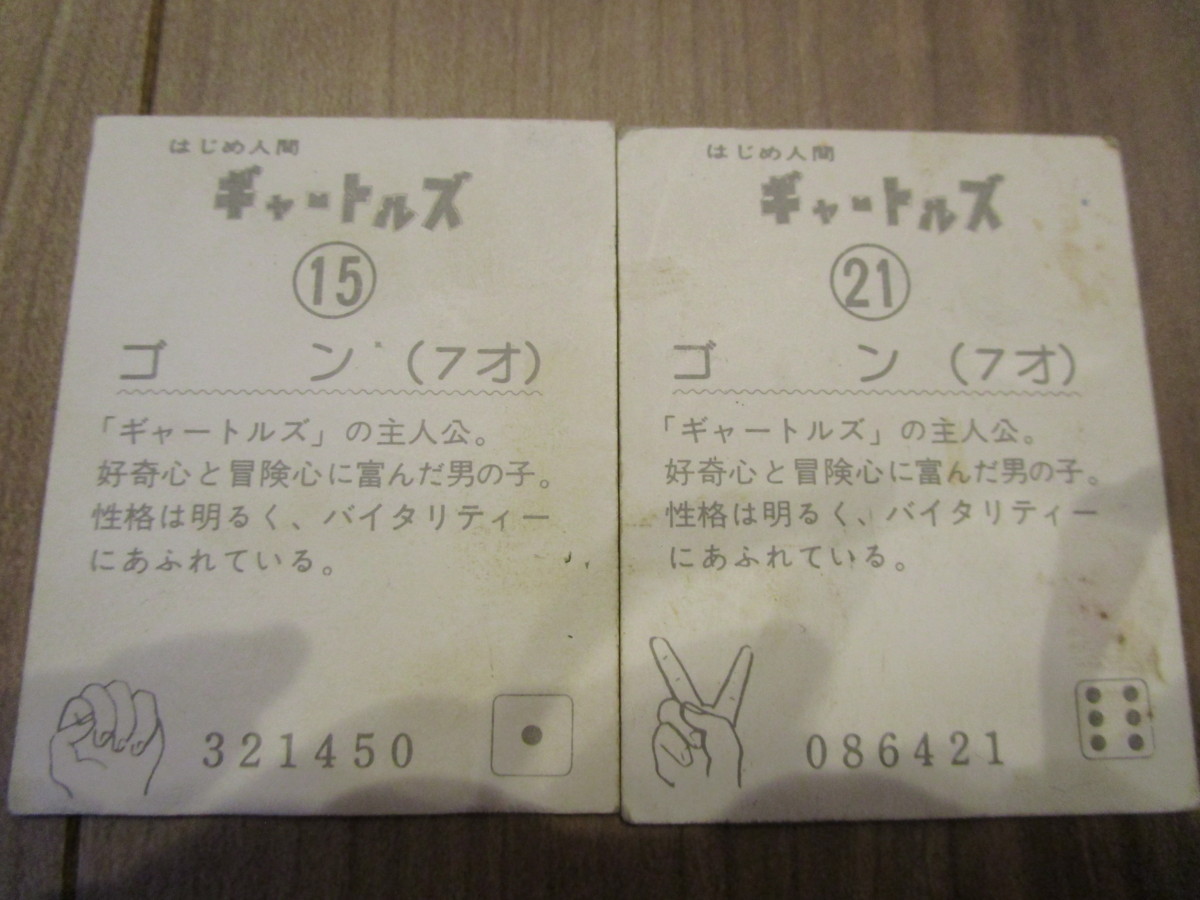 はじめ人間
ギャートルズ
15
ゴン(7才)
「ギャートルズ」の主人公。
好奇心と冒険心に富んだ男の子。
性格は明るく、バイタリティー
にあふれている。
321450
はじめ人間
ギャートルズ
21
ゴン(7才)
「ギャートルズ」の主人公。
好奇心と冒険心に富んだ男の子。
性格は明るく、バイタリティー
にあふれている。
086421